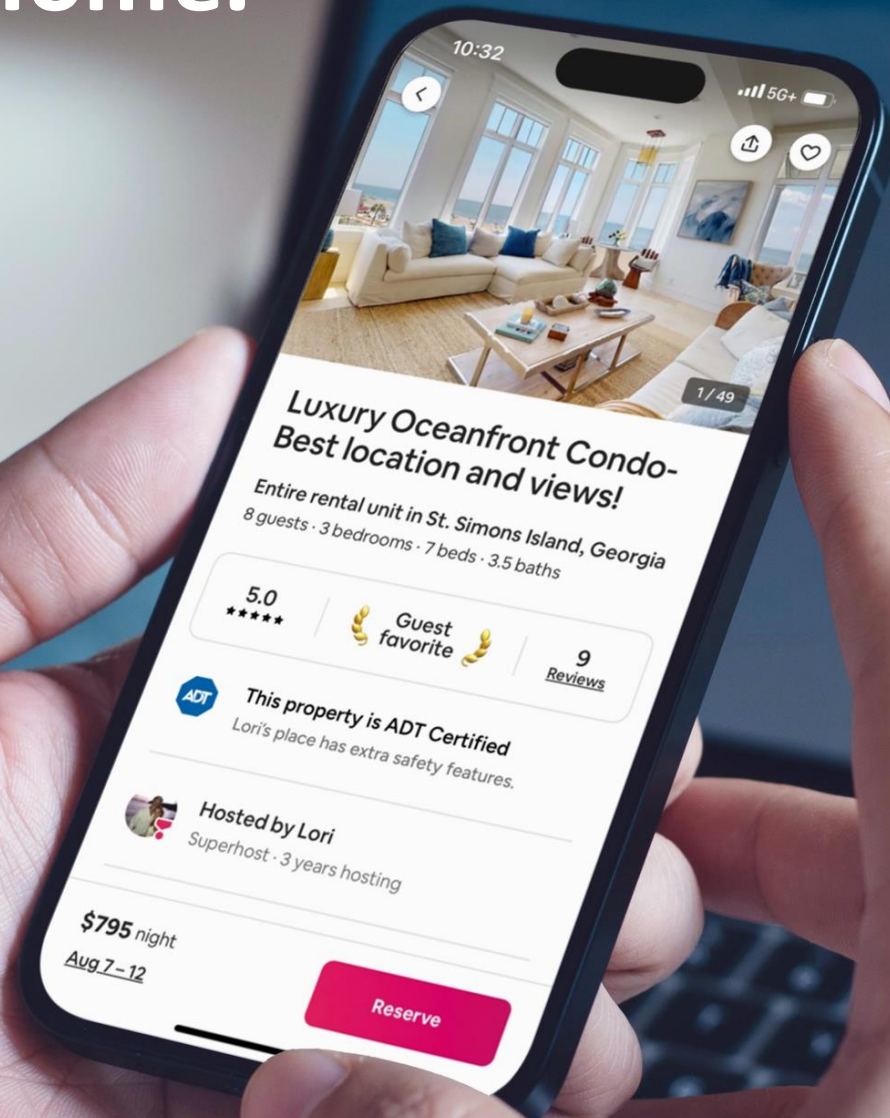 10:32
5G+
1 / 49
Luxury Oceanfront Condo-
Best location and views!
Entire rental unit in St. Simons Island, Georgia
8 guests · 3 bedrooms · 7 beds · 3.5 baths
5.0
★★★★★
Guest
favorite
9
Reviews
ADT
This property is ADT Certified
Lori's place has extra safety features.
Hosted by Lori
Superhost · 3 years hosting
$795 night
Aug 7 – 12
Reserve